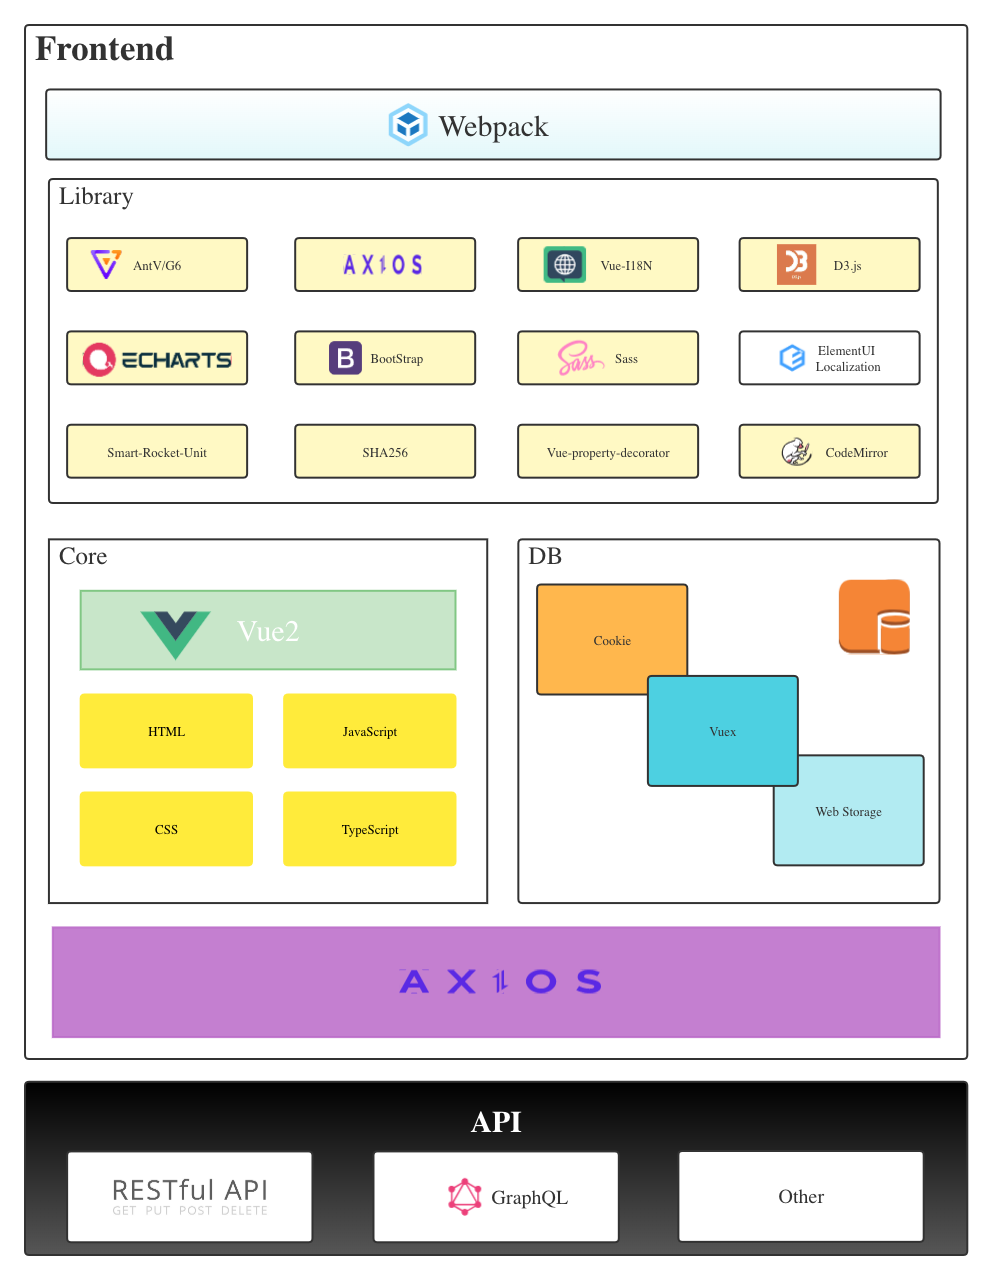 Frontend
Webpack
Library
AntV/G6
AXIOS
Vue-I18N
D3.js
ECHARTS
BootStrap
Sass
ElementUI
Localization
Smart-Rocket-Unit
SHA256
Vue-property-decorator
CodeMirror
Core
Vue2
HTML
JavaScript
CSS
TypeScript
DB
Cookie
Vuex
Web Storage
AXIOS
API
RESTful API
GET PUT POST DELETE
GraphQL
Other